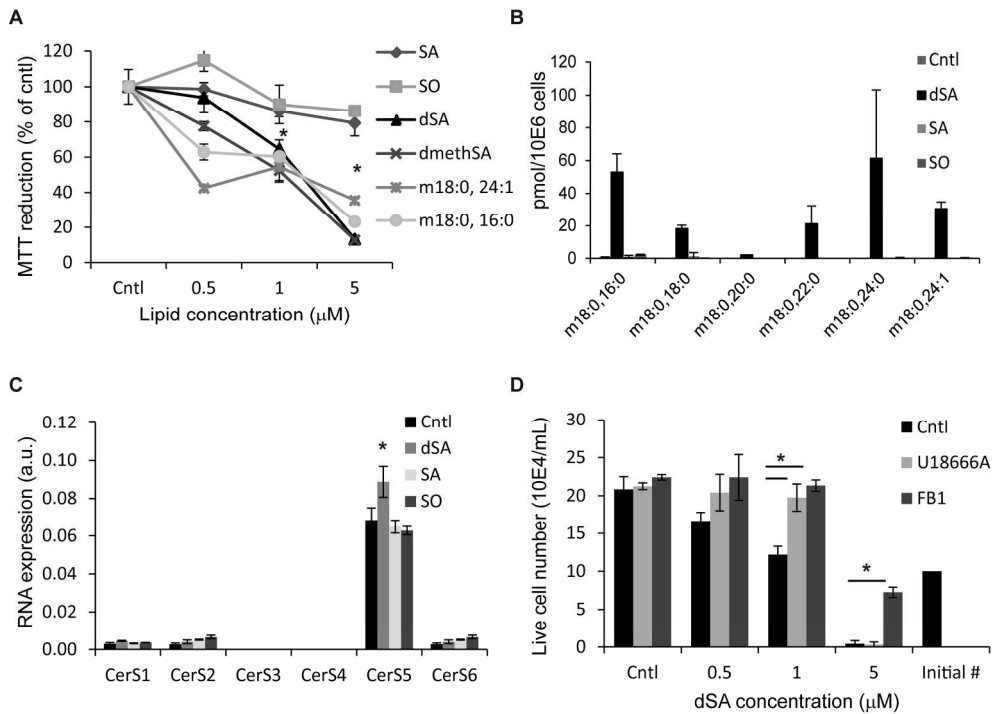 A
MTT reduction (% of cntl)
120
100
80
60
40
20
0
Cntl
0.5
1
5
Lipid concentration (μM)
*
*
SA
SO
dSA
dmethSA
m18:0, 24:1
m18:0, 16:0
B
pmol/10E6 cells
120
100
80
60
40
20
0
m18:0,16:0
m18:0,18:0
m18:0,20:0
m18:0,22:0
m18:0,24:0
m18:0,24:1
Cntl
dSA
SA
SO
C
RNA expression (a.u.)
0.12
0.10
0.08
0.06
0.04
0.02
0.00
CerS1
CerS2
CerS3
CerS4
CerS5
CerS6
*
Cntl
dSA
SA
SO
D
Live cell number (10E4/mL)
30
25
20
15
10
5
0
Cntl
0.5
1
5
Initial #
dSA concentration (μM)
*
*
Cntl
U18666A
FB1